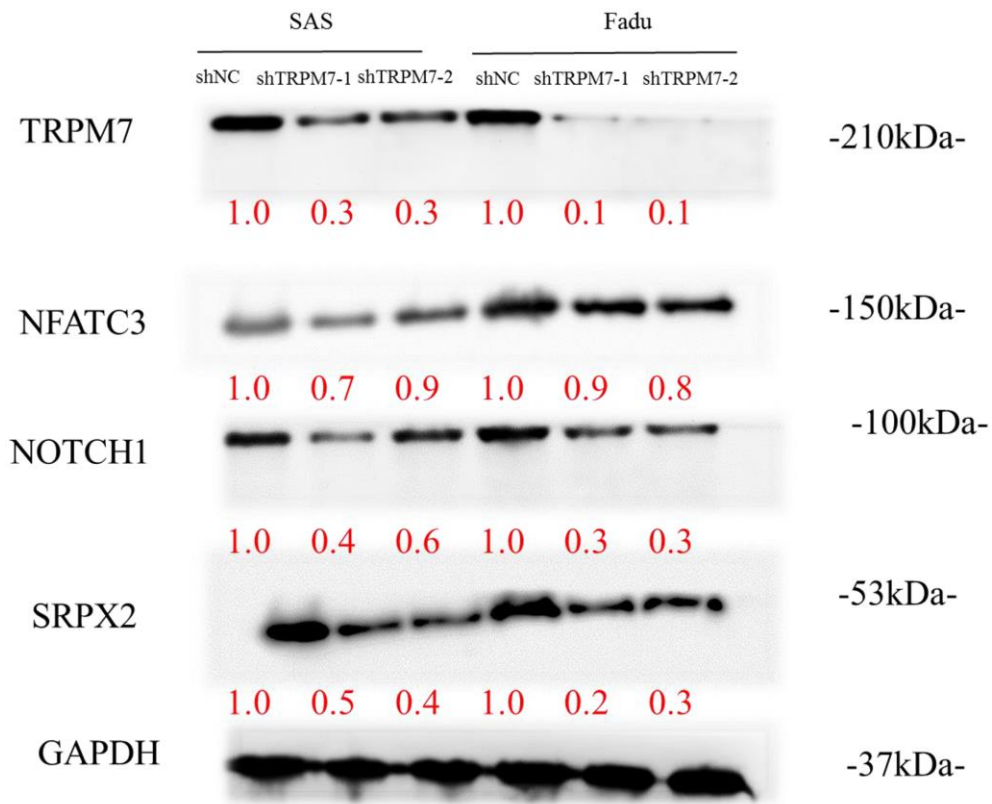 SAS Fadu
shNC shTRPM7-1 shTRPM7-2 shNC shTRPM7-1 shTRPM7-2
TRPM7 -210kDa-
1.0 0.3 0.3 1.0 0.1 0.1
NFATC3 -150kDa-
1.0 0.7 0.9 1.0 0.9 0.8
NOTCH1 -100kDa-
1.0 0.4 0.6 1.0 0.3 0.3
SRPX2 -53kDa-
1.0 0.5 0.4 1.0 0.2 0.3
GAPDH -37kDa-